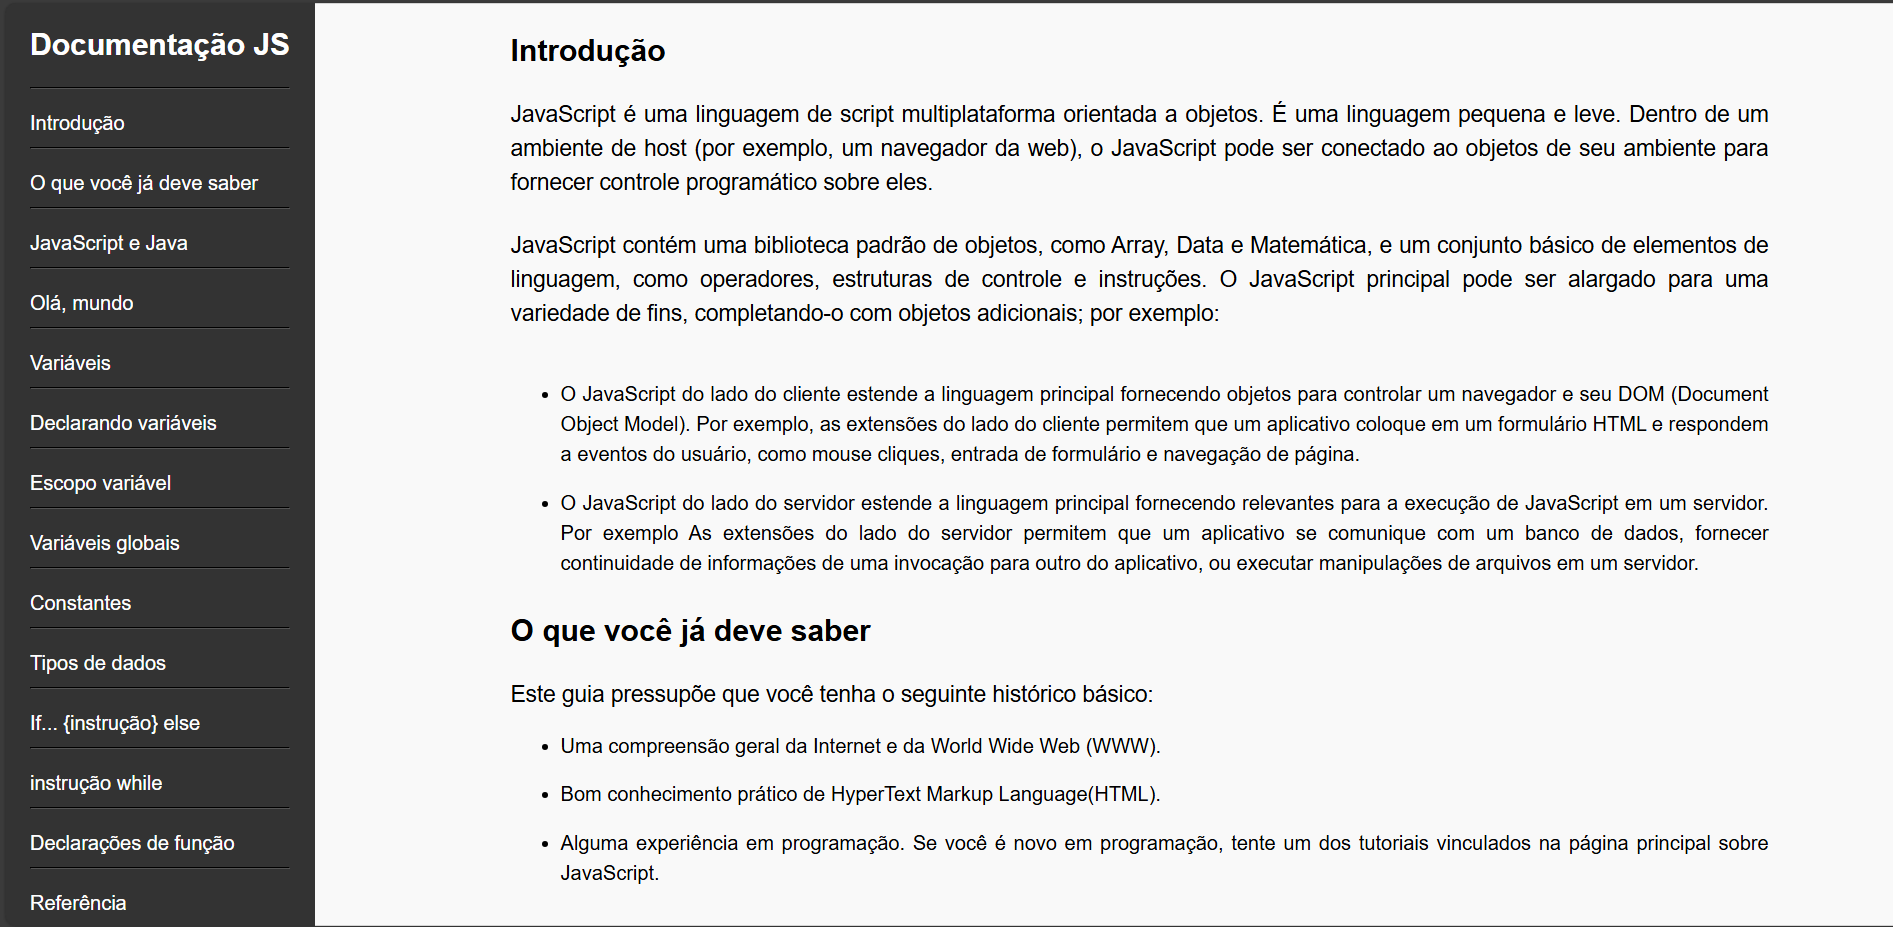 Documentação JS
Introdução
O que você já deve saber
JavaScript e Java
Olá, mundo
Variáveis
Declarando variáveis
Escopo variável
Variáveis globais
Constantes
Tipos de dados
If... {instrução} else
instrução while
Declarações de função
Referência
Introdução
JavaScript é uma linguagem de script multiplataforma orientada a objetos. É uma linguagem pequena e leve. Dentro de um
ambiente de host (por exemplo, um navegador da web), o JavaScript pode ser conectado ao objetos de seu ambiente para
fornecer controle programático sobre eles.
JavaScript contém uma biblioteca padrão de objetos, como Array, Data e Matemática, e um conjunto básico de elementos de
linguagem, como operadores, estruturas de controle e instruções. O JavaScript principal pode ser alargado para uma
variedade de fins, completando-o com objetos adicionais; por exemplo:
• O JavaScript do lado do cliente estende a linguagem principal fornecendo objetos para controlar um navegador e seu DOM (Document
Object Model). Por exemplo, as extensões do lado do cliente permitem que um aplicativo coloque em um formulário HTML e respondem
a eventos do usuário, como mouse cliques, entrada de formulário e navegação de página.
• O JavaScript do lado do servidor estende a linguagem principal fornecendo relevantes para a execução de JavaScript em um servidor.
Por exemplo As extensões do lado do servidor permitem que um aplicativo se comunique com um banco de dados, fornecer
continuidade de informações de uma invocação para outro do aplicativo, ou executar manipulações de arquivos em um servidor.
O que você já deve saber
Este guia pressupõe que você tenha o seguinte histórico básico:
• Uma compreensão geral da Internet e da World Wide Web (WWW).
• Bom conhecimento prático de HyperText Markup Language(HTML).
• Alguma experiência em programação. Se você é novo em programação, tente um dos tutoriais vinculados na página principal sobre
JavaScript.